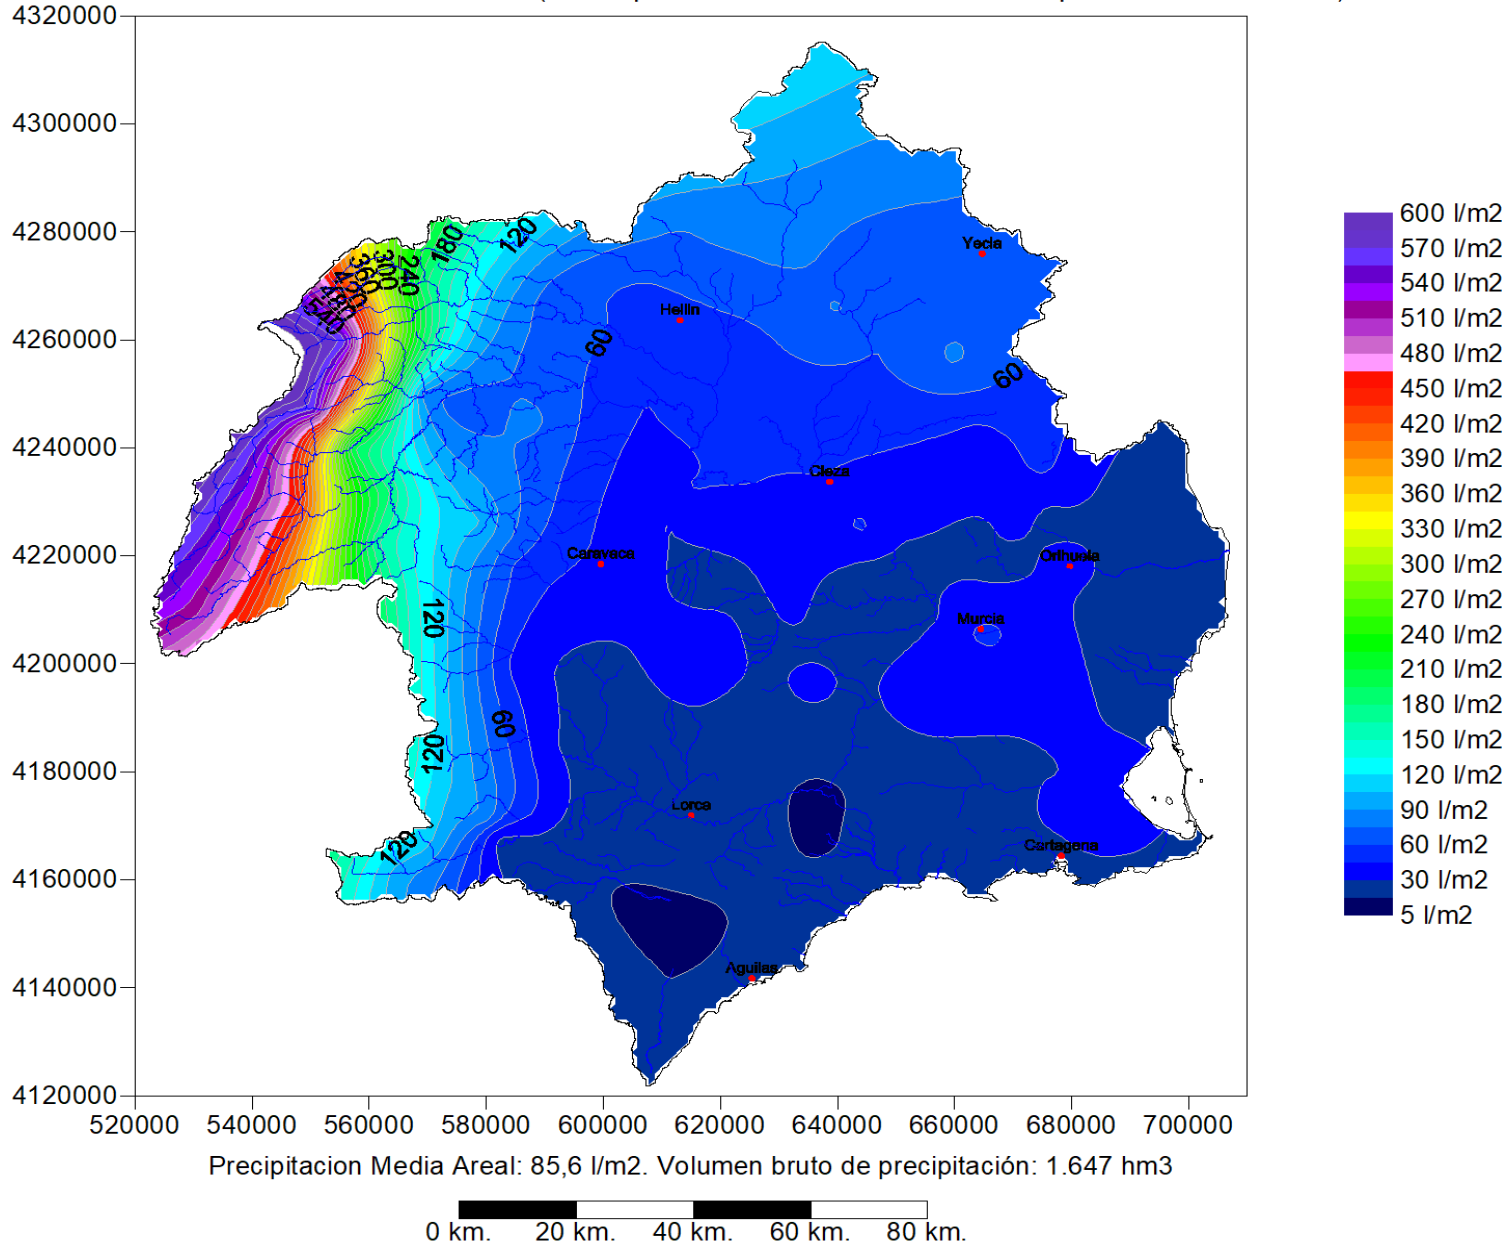 4320000
4300000
4280000
4260000
4240000
4220000
4200000
4180000
4160000
4140000
4120000
520000 540000 560000 580000 600000 620000 640000 660000 680000 700000
540
480
420
360
300
240
180
120
60
60
120
60
120
120
Yecla
Hellin
Cieza
Caravaca
Orihuela
Murcia
Lorca
Cartagena
Aguilas
600 l/m2
570 l/m2
540 l/m2
510 l/m2
480 l/m2
450 l/m2
420 l/m2
390 l/m2
360 l/m2
330 l/m2
300 l/m2
270 l/m2
240 l/m2
210 l/m2
180 l/m2
150 l/m2
120 l/m2
90 l/m2
60 l/m2
30 l/m2
5 l/m2
Precipitacion Media Areal: 85,6 l/m2. Volumen bruto de precipitación: 1.647 hm3
0 km. 20 km. 40 km. 60 km. 80 km.